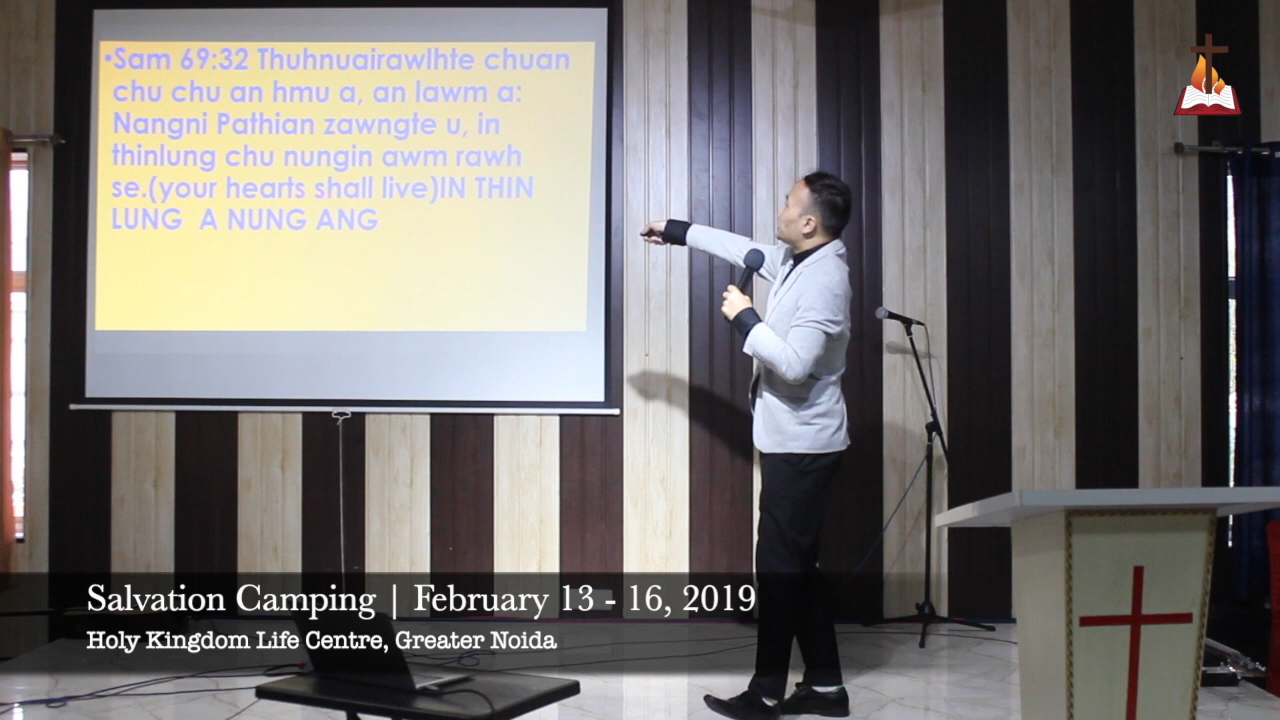 •Sam 69:32 Thuhnuairawlhte chuan
chu chu an hmu a, an lawm a:
Nangni Pathian zawngte u, in
thinlung chu nungin awm rawh
se.(your hearts shall live)IN THIN
LUNG A NUNG ANG
Salvation Camping | February 13 - 16, 2019
Holy Kingdom Life Centre, Greater Noida